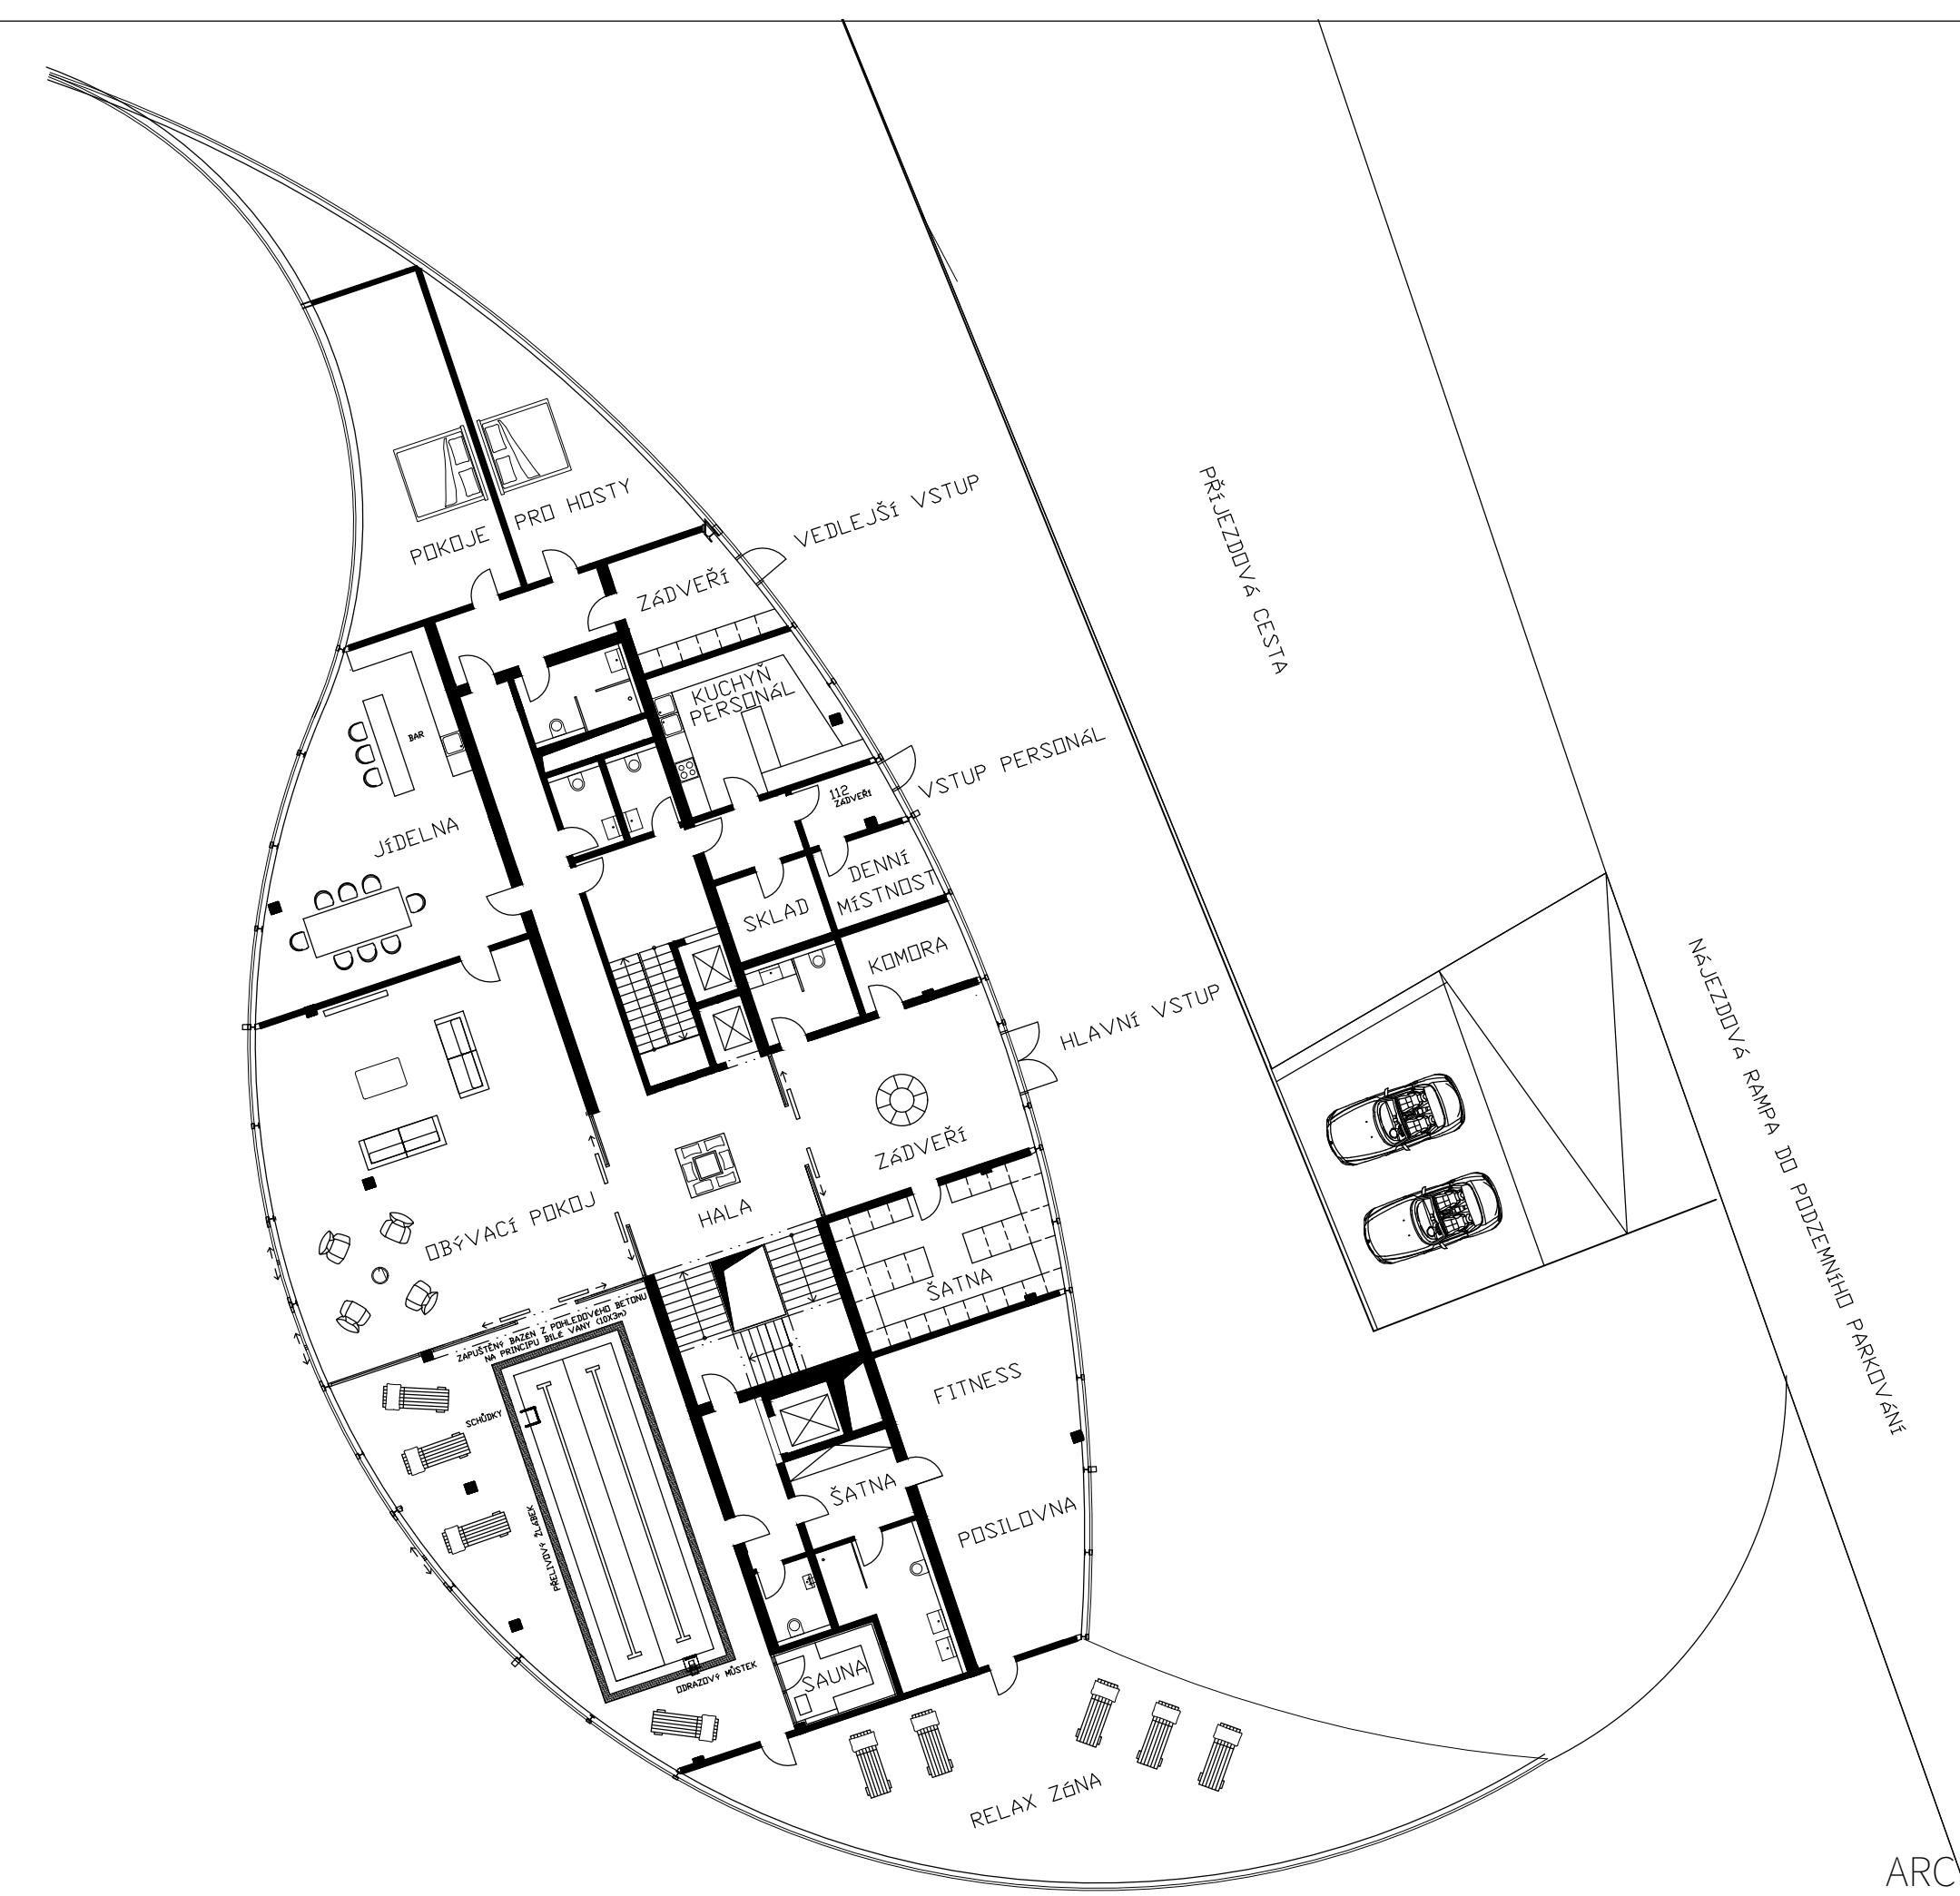 POKOJE PRO HOSTY
VEDLEJŠÍ VSTUP
ZÁDVEŘÍ
PŘÍJEZDOVÁ CESTA
KUCHYŇ
PERSONÁL
BAR
VSTUP PERSONÁL
112
ZÁDVEŘÍ
JÍDELNA
DENNÍ
MÍSTNOST
SKLAD
KOMORA
HLAVNÍ VSTUP
NÁJEZDOVÁ RAMPA DO PODZEMNÍHO PARKOVÁNÍ
ZÁDVEŘÍ
HALA
OBÝVACÍ POKOJ
ŠATNA
ZAPUŠTĚNÝ BAZÉN Z POHLEDOVÉHO BETONU
NA PRINCIPU BÍLÉ VANY (10X3m)
FITNESS
SCHŮDKY
ŠATNA
POSILOVNA
PŘELIVOVÝ ŽLÁBEK
SAUNA
ODRAZOVÝ MŮSTEK
RELAX ZÓNA
ARC